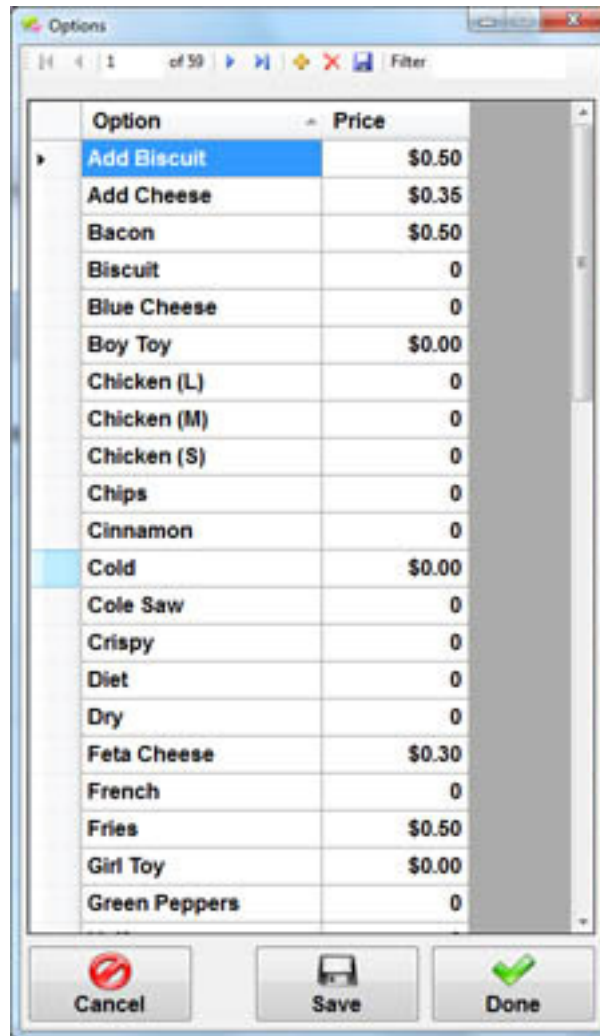 Options
1 of 59 Filter
Option Price
Add Biscuit $0.50
Add Cheese $0.35
Bacon $0.50
Biscuit 0
Blue Cheese 0
Boy Toy $0.00
Chicken (L) 0
Chicken (M) 0
Chicken (S) 0
Chips 0
Cinnamon 0
Cold $0.00
Cole Saw 0
Crispy 0
Diet 0
Dry 0
Feta Cheese $0.30
French 0
Fries $0.50
Girl Toy $0.00
Green Peppers 0
Cancel Save Done